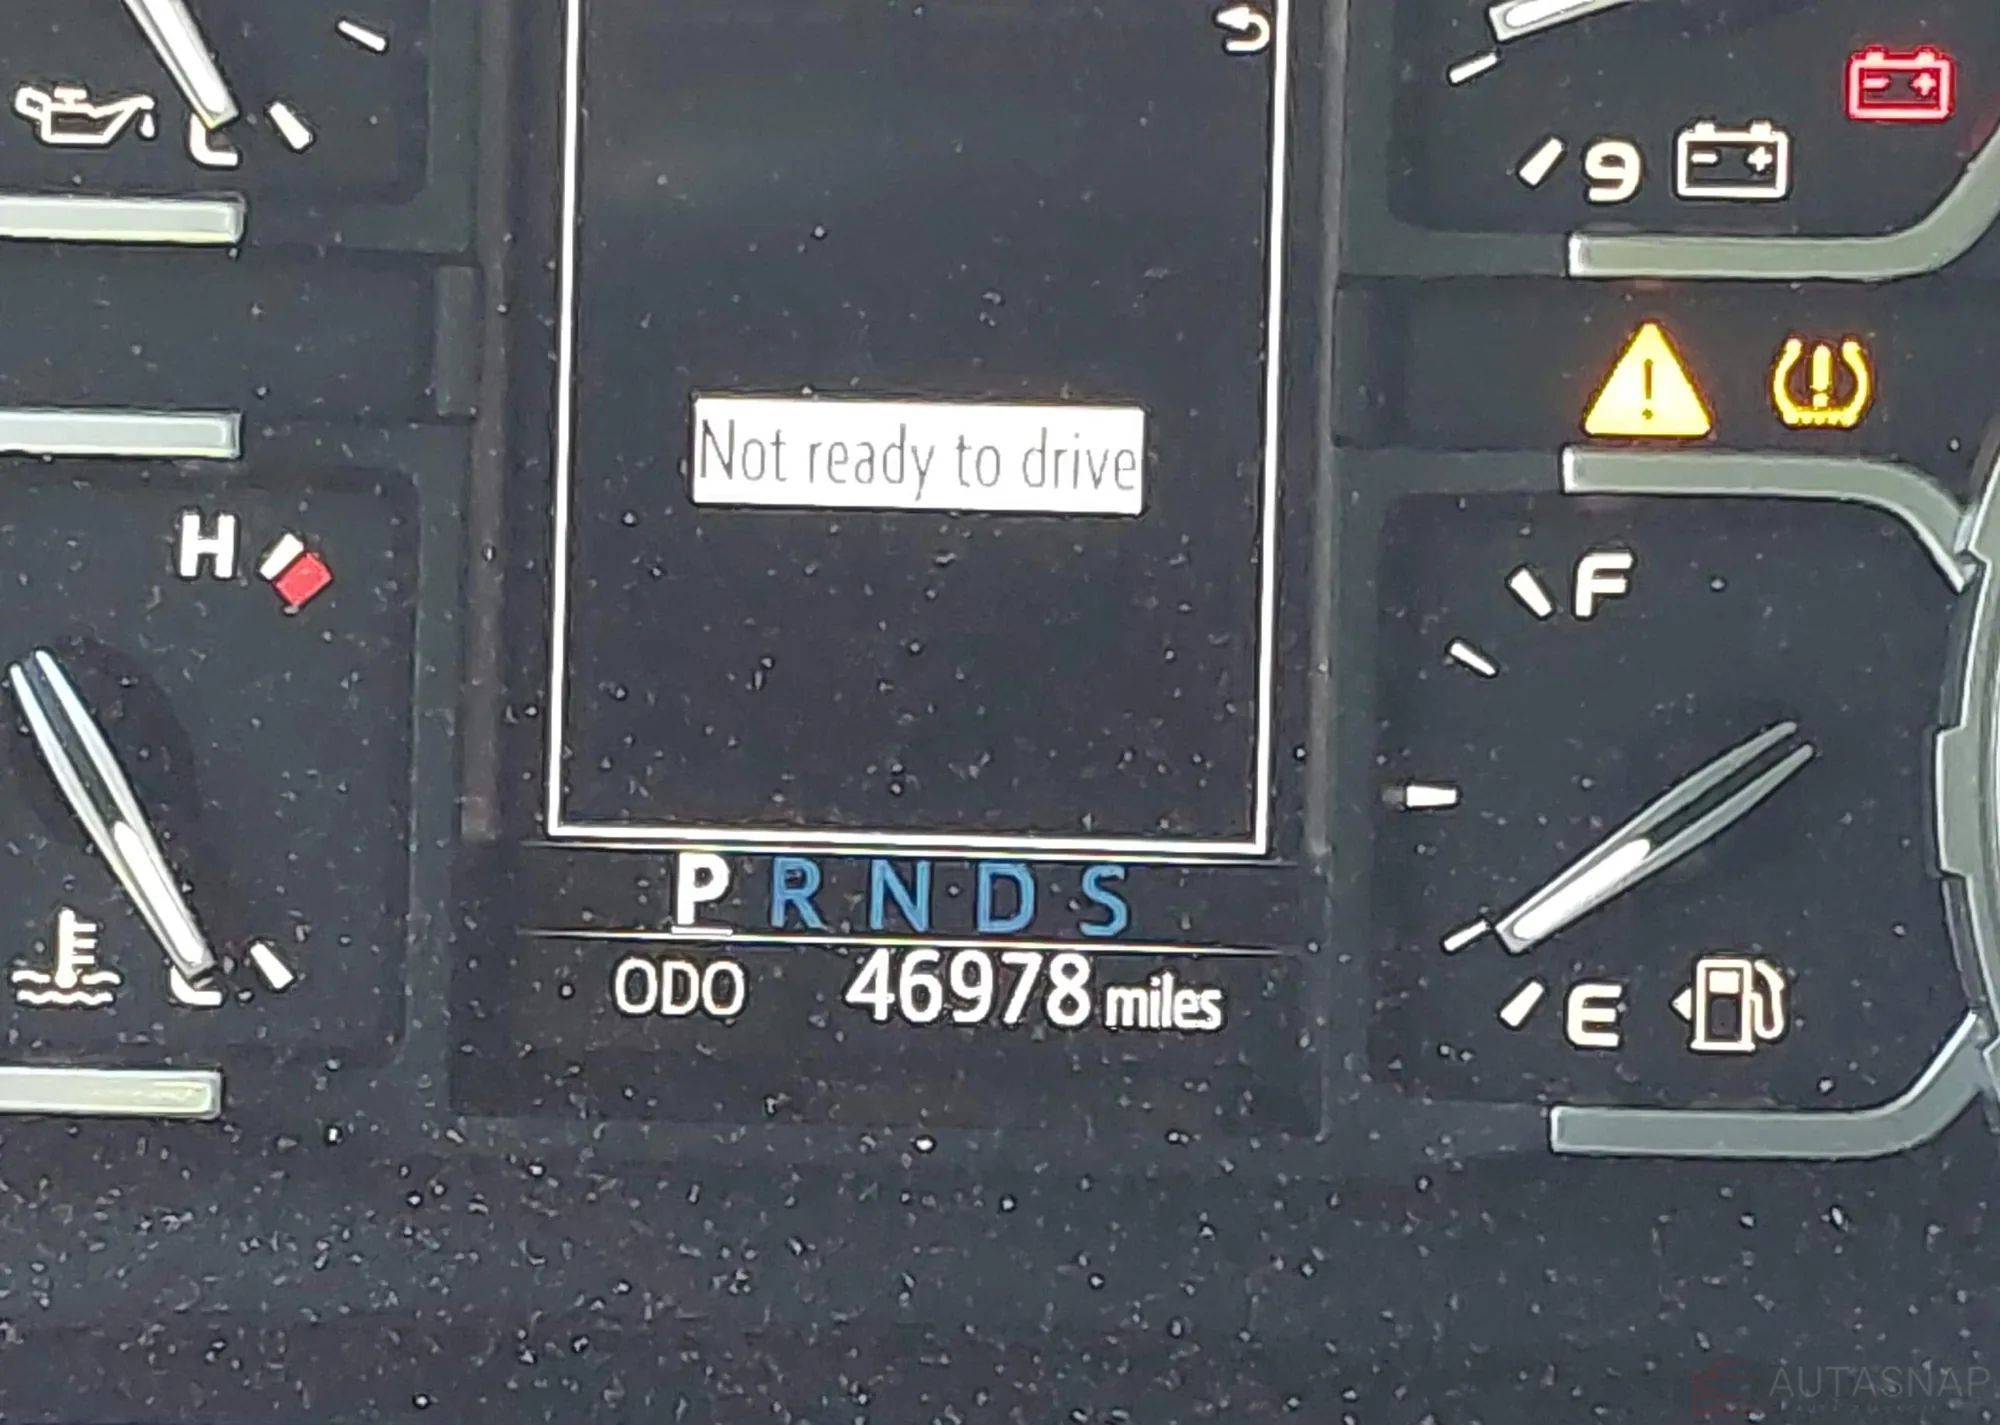 C
9
Not ready to drive
H
F
P R N D S
C
E
ODO 46978 miles
AUTASNAP